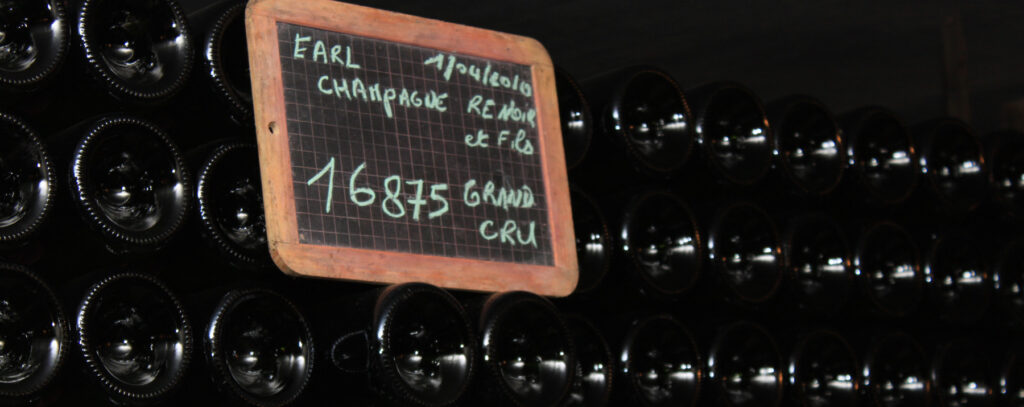 EARL 1/04/2010
CHAMPAGNE RENOIR
et Fils
16875 GRAND
CRU